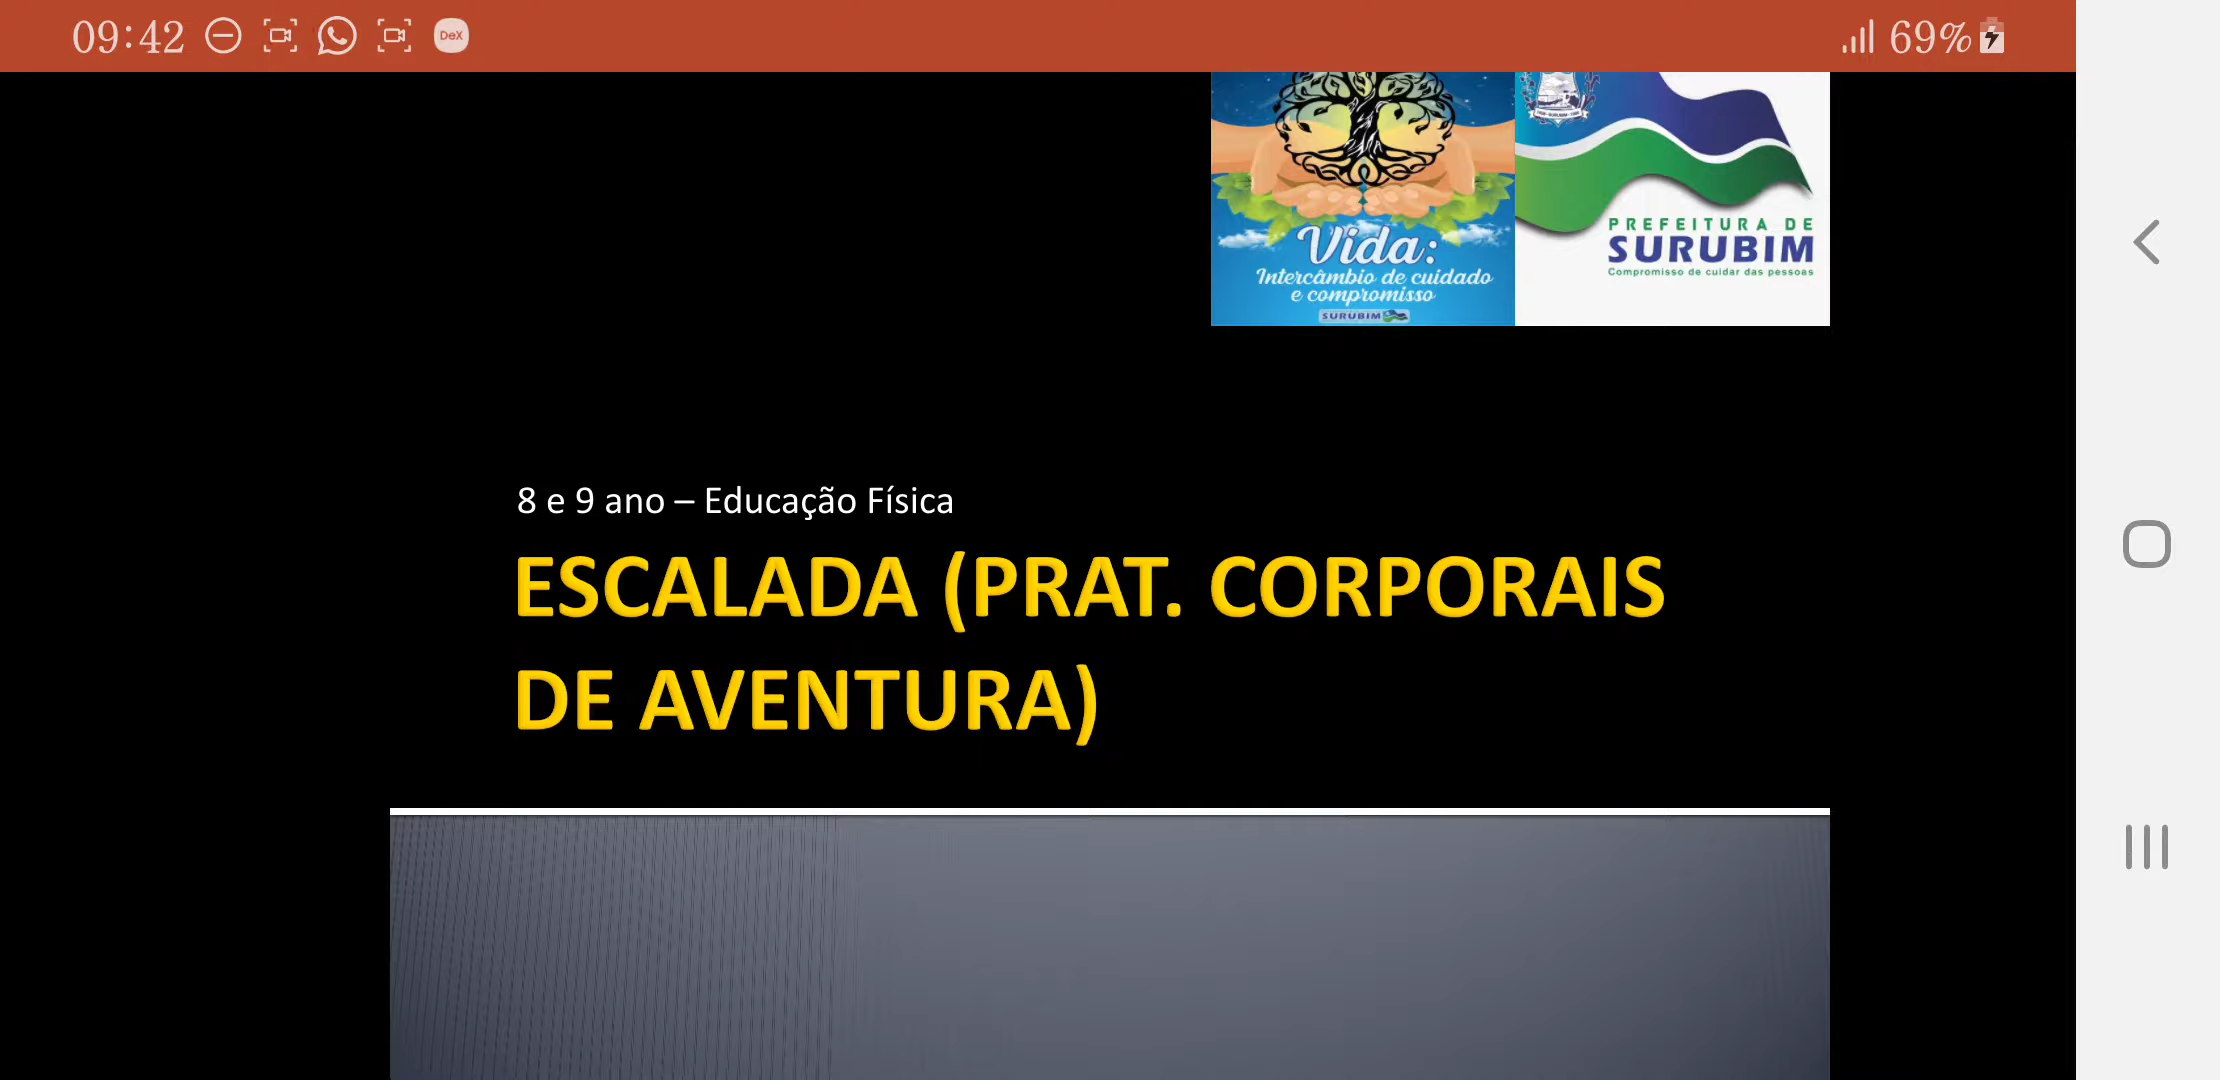 09:42 DeX 69%
Vida:
Intercâmbio de cuidado
e compromisso
SURUBIM
PREFEITURA DE
SURUBIM
Compromisso de cuidar das pessoas
8 e 9 ano – Educação Física
ESCALADA (PRAT. CORPORAIS
DE AVENTURA)